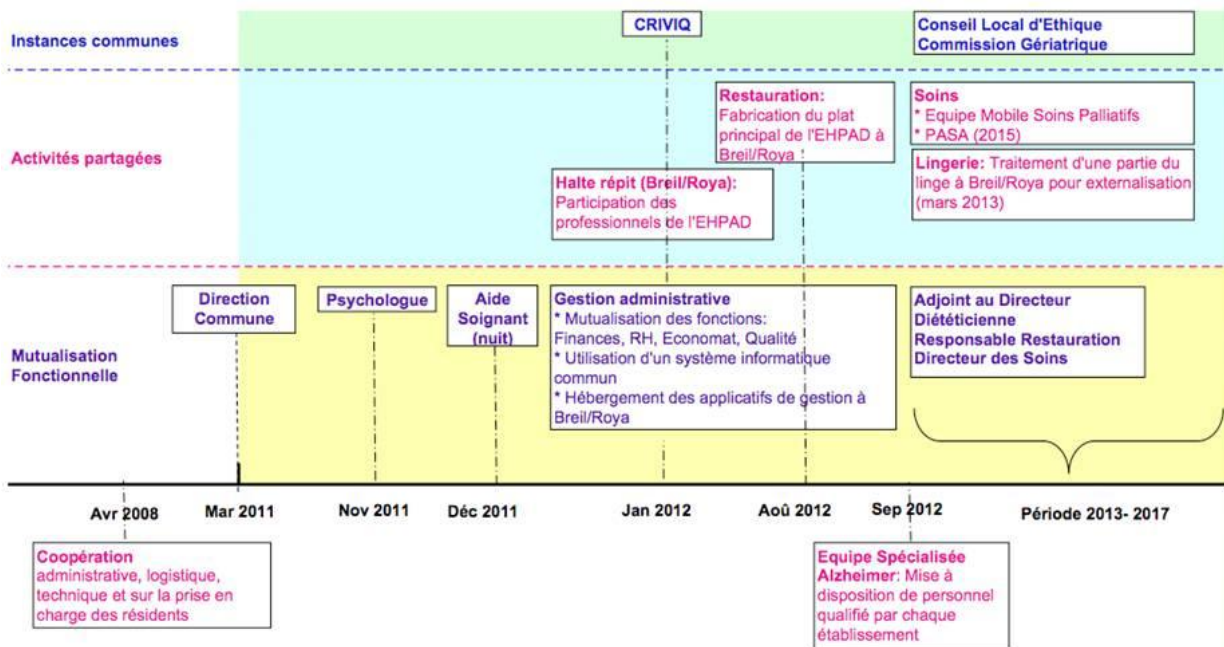 Instances communes
CRIVIQ
Conseil Local d'Ethique
Commission Gériatrique
Activités partagées
Restauration:
Fabrication du plat
principal de l'EHPAD à
Breil/Roya
Soins
* Equipe Mobile Soins Palliatifs
* PASA (2015)
Lingerie: Traitement d'une partie du
linge à Breil/Roya pour externalisation
(mars 2013)
Halte répit (Breil/Roya):
Participation des
professionnels de l'EHPAD
Mutualisation
Fonctionnelle
Direction
Commune
Psychologue
Aide
Soignant
(nuit)
Gestion administrative
* Mutualisation des fonctions:
Finances, RH, Economat, Qualité
* Utilisation d'un système informatique
commun
* Hébergement des applicatifs de gestion à
Breil/Roya
Adjoint au Directeur
Diététicienne
Responsable Restauration
Directeur des Soins
Avr 2008
Mar 2011
Nov 2011
Déc 2011
Jan 2012
Aoû 2012
Sep 2012
Période 2013- 2017
Coopération
administrative, logistique,
technique et sur la prise en
charge des résidents
Equipe Spécialisée
Alzheimer: Mise à
disposition de personnel
qualifié par chaque
établissement